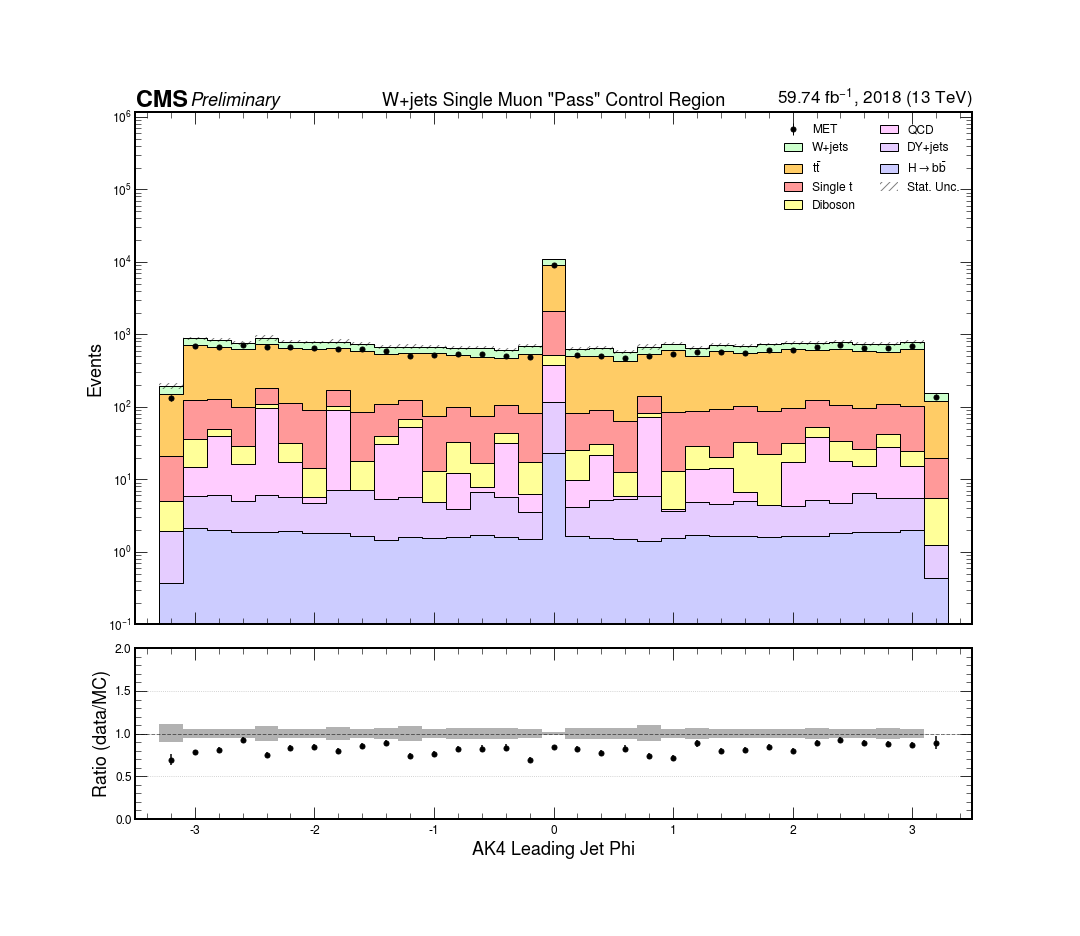 CMS Preliminary W+jets Single Muon "Pass" Control Region 59.74 fb⁻¹, 2018 (13 TeV)
MET
W+jets
tt̄
Single t
Diboson
QCD
DY+jets
H→bb̄
Stat. Unc.
Events
10⁶
10⁵
10⁴
10³
10²
10¹
10⁰
10⁻¹
Ratio (data/MC)
2.0
1.5
1.0
0.5
0.0
-3 -2 -1 0 1 2 3
AK4 Leading Jet Phi